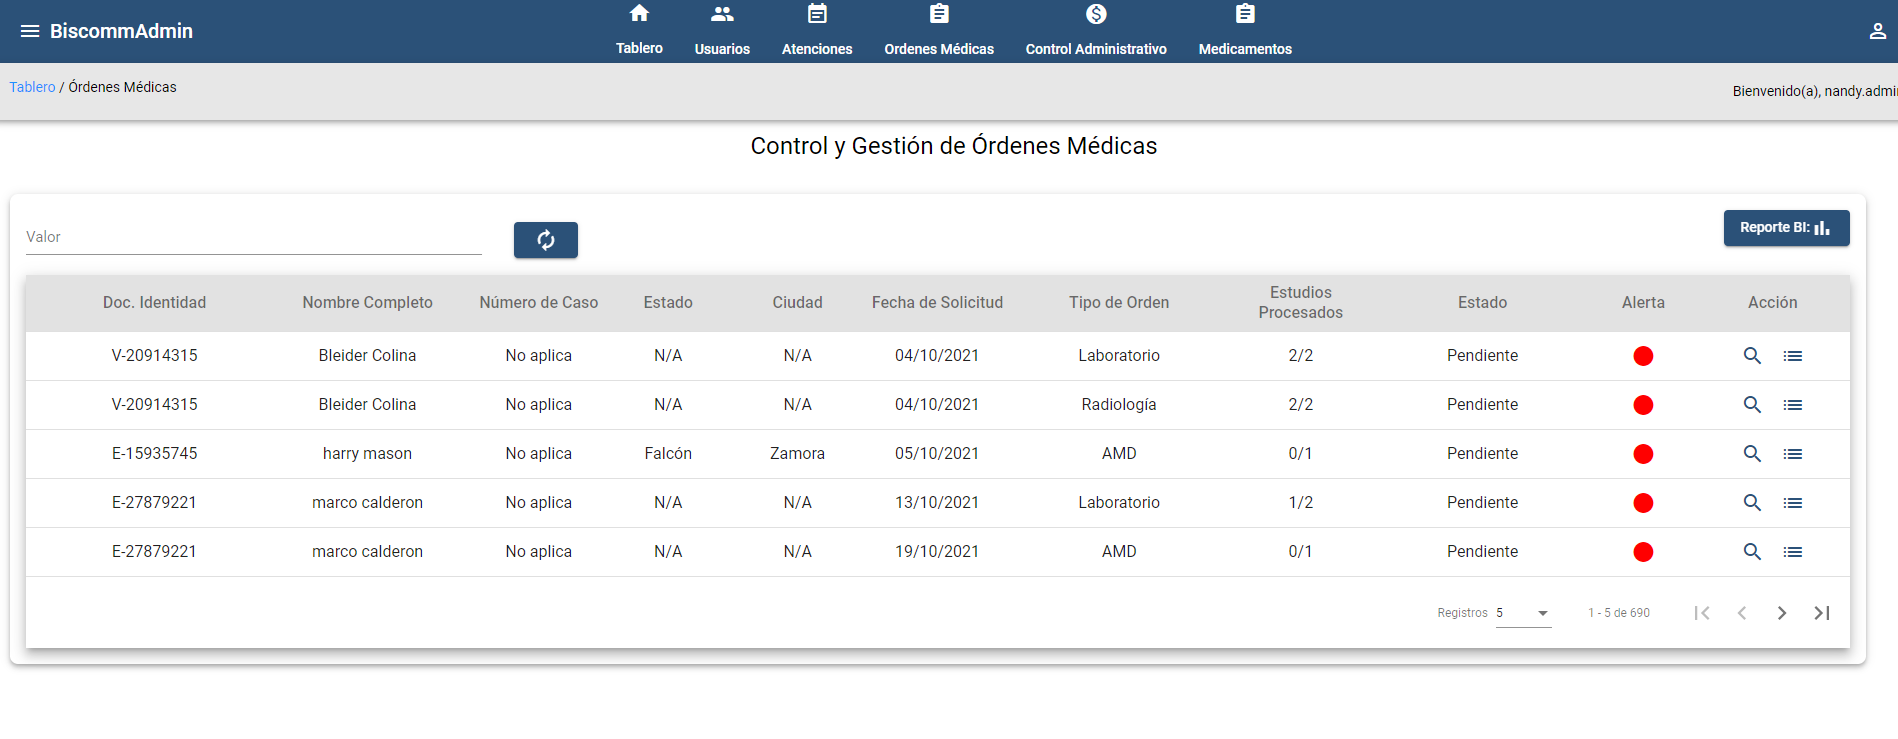 BiscommAdmin
Tablero
Usuarios
Atenciones
Ordenes Médicas
Control Administrativo
Medicamentos
Tablero / Órdenes Médicas
Bienvenido(a), nandy.admi
Control y Gestión de Órdenes Médicas
Valor
Reporte BI:
Doc. Identidad Nombre Completo Número de Caso Estado Ciudad Fecha de Solicitud Tipo de Orden Estudios Procesados Estado Alerta Acción
V-20914315 Bleider Colina No aplica N/A N/A 04/10/2021 Laboratorio 2/2 Pendiente
V-20914315 Bleider Colina No aplica N/A N/A 04/10/2021 Radiología 2/2 Pendiente
E-15935745 harry mason No aplica Falcón Zamora 05/10/2021 AMD 0/1 Pendiente
E-27879221 marco calderon No aplica N/A N/A 13/10/2021 Laboratorio 1/2 Pendiente
E-27879221 marco calderon No aplica N/A N/A 19/10/2021 AMD 0/1 Pendiente
Registros 5 1 - 5 de 690